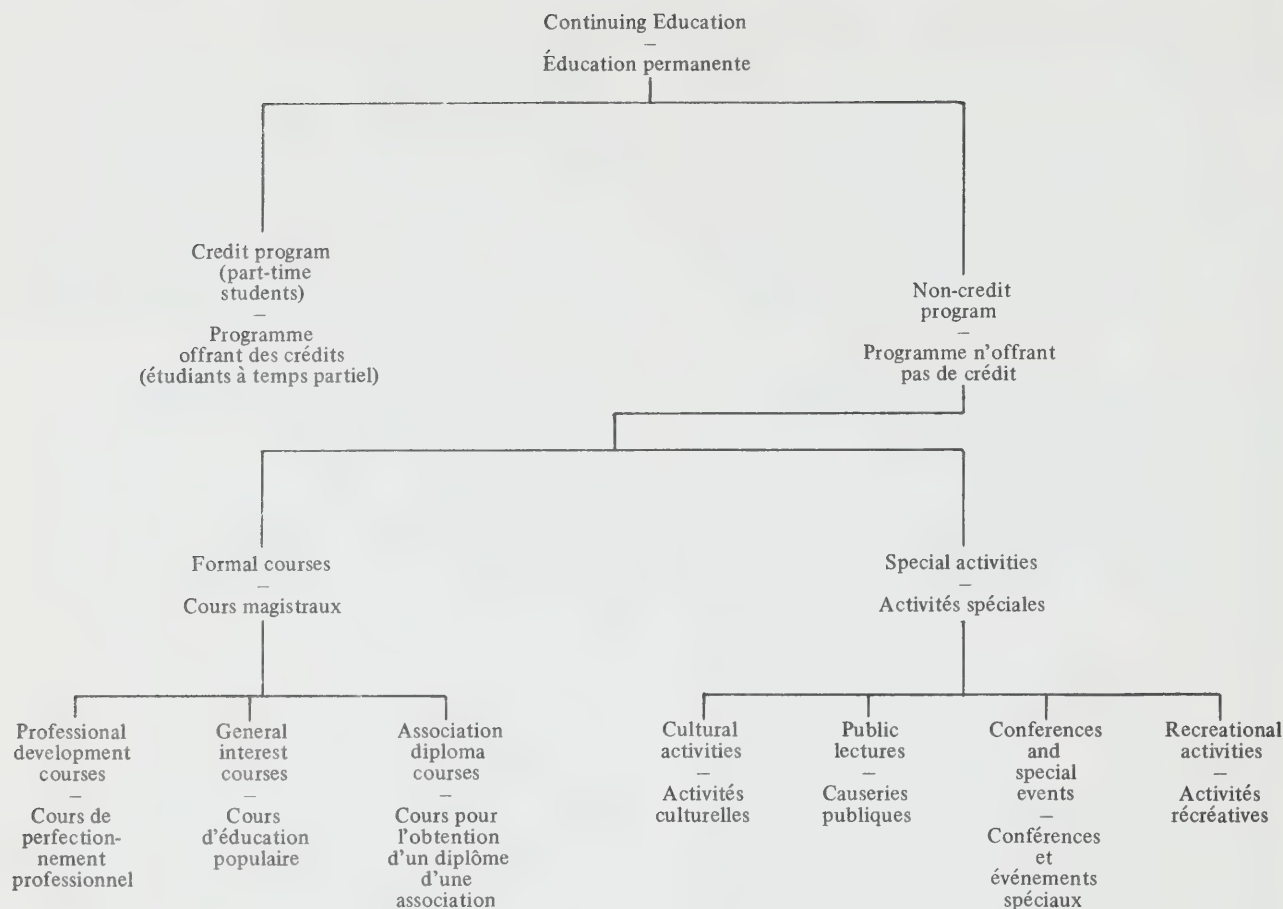 Continuing Education
–
Éducation permanente
Credit program
(part-time
students)
–
Programme
offrant des crédits
(étudiants à temps partiel)
Non-credit
program
–
Programme n'offrant
pas de crédit
Formal courses
–
Cours magistraux
Special activities
–
Activités spéciales
Professional
development
courses
–
Cours de
perfection-
nement
professionnel
General
interest
courses
–
Cours
d'éducation
populaire
Association
diploma
courses
–
Cours pour
l'obtention
d'un diplôme
d'une
association
Cultural
activities
–
Activités
culturelles
Public
lectures
–
Causeries
publiques
Conferences
and
special
events
–
Conférences
et
événements
spéciaux
Recreational
activities
–
Activités
récréatives